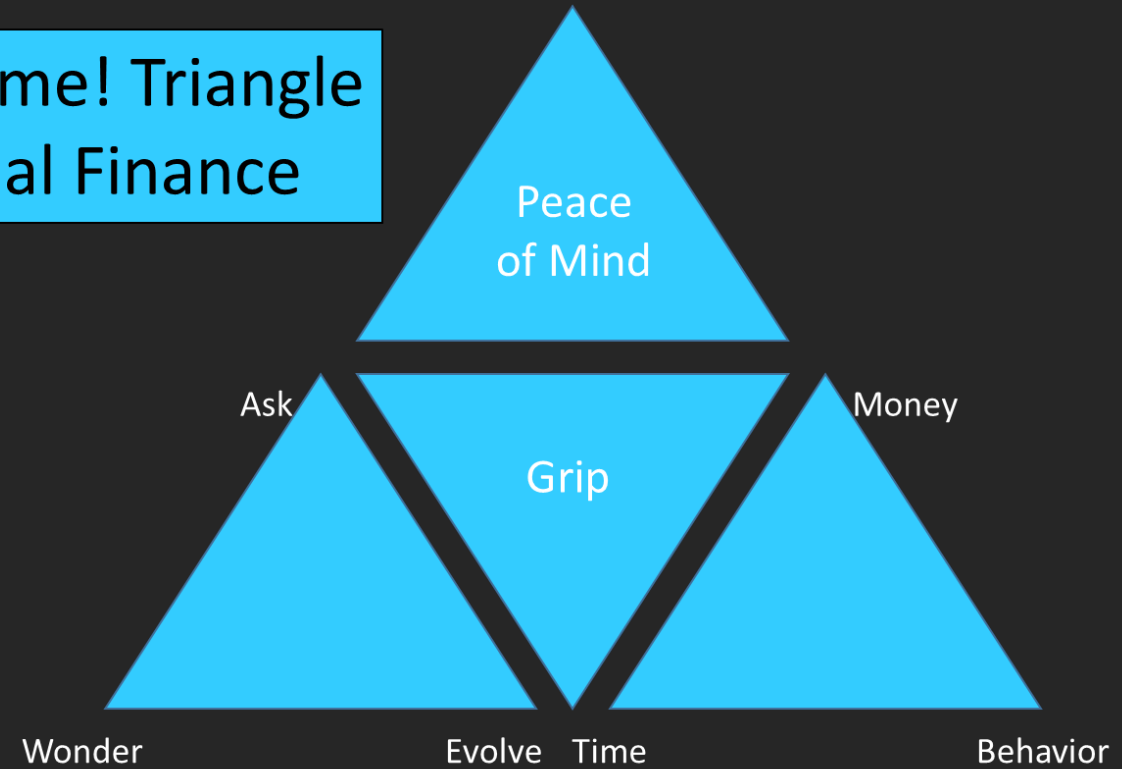 me! Triangle
al Finance
Peace
of Mind
Ask
Money
Grip
Wonder
Evolve
Time
Behavior